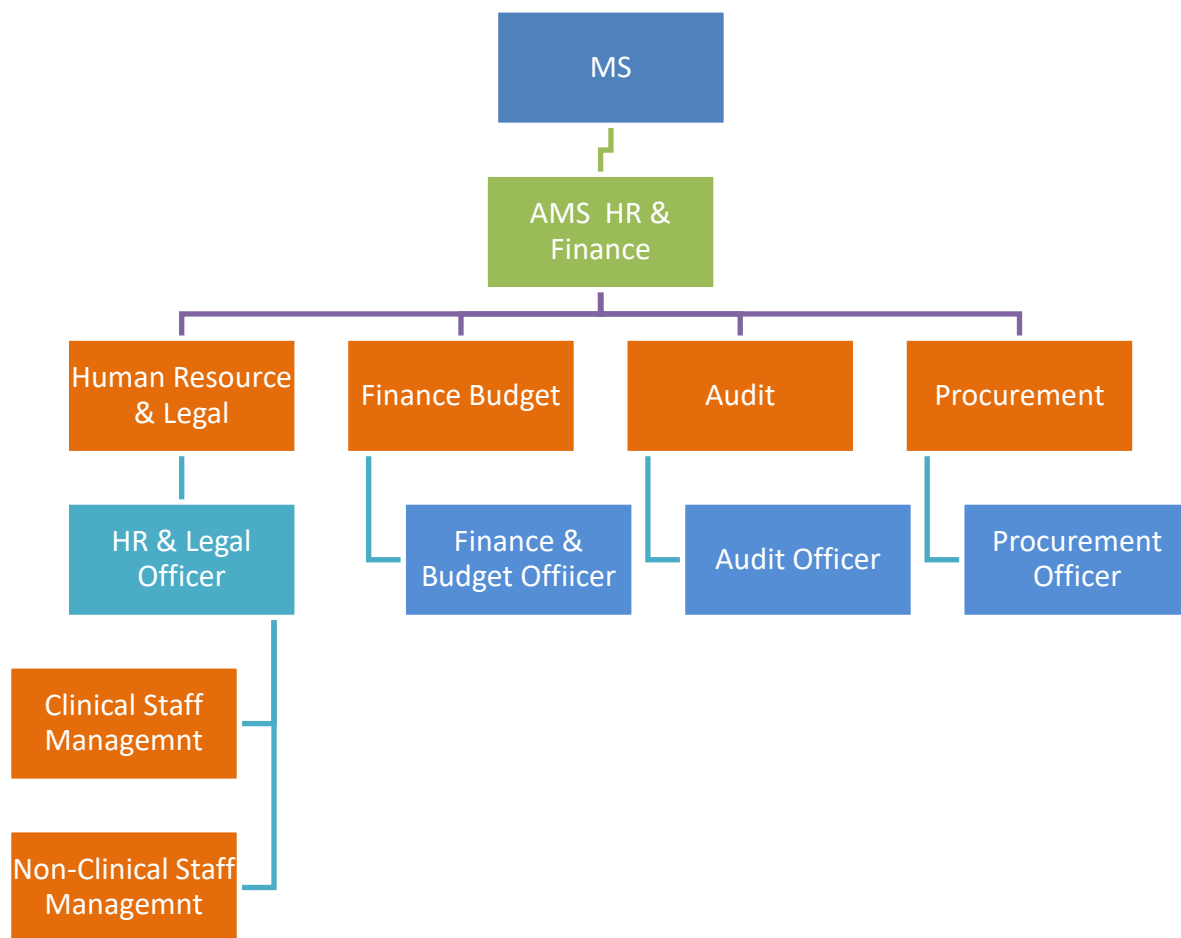 MS
AMS  HR &
Finance
Human Resource
& Legal
Finance Budget
Audit
Procurement
HR & Legal
Officer
Finance &
Budget Offiicer
Audit Officer
Procurement
Officer
Clinical Staff
Managemnt
Non-Clinical Staff
Managemnt